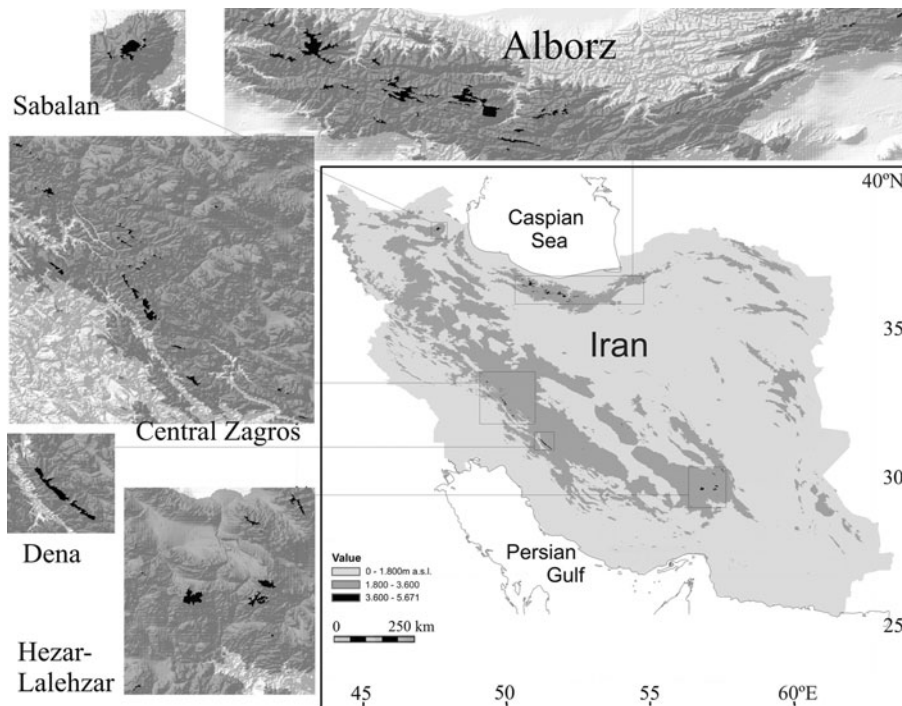 Alborz
Sabalan
40ºN
Caspian
Sea
35
Iran
Central Zagros
30
Dena
Persian
Gulf
Value
0 - 1.800m a.s.l.
1.800 - 3.600
3.600 - 5.671
0 250 km
25
Hezar-
Lalehzar
45 50 55 60ºE